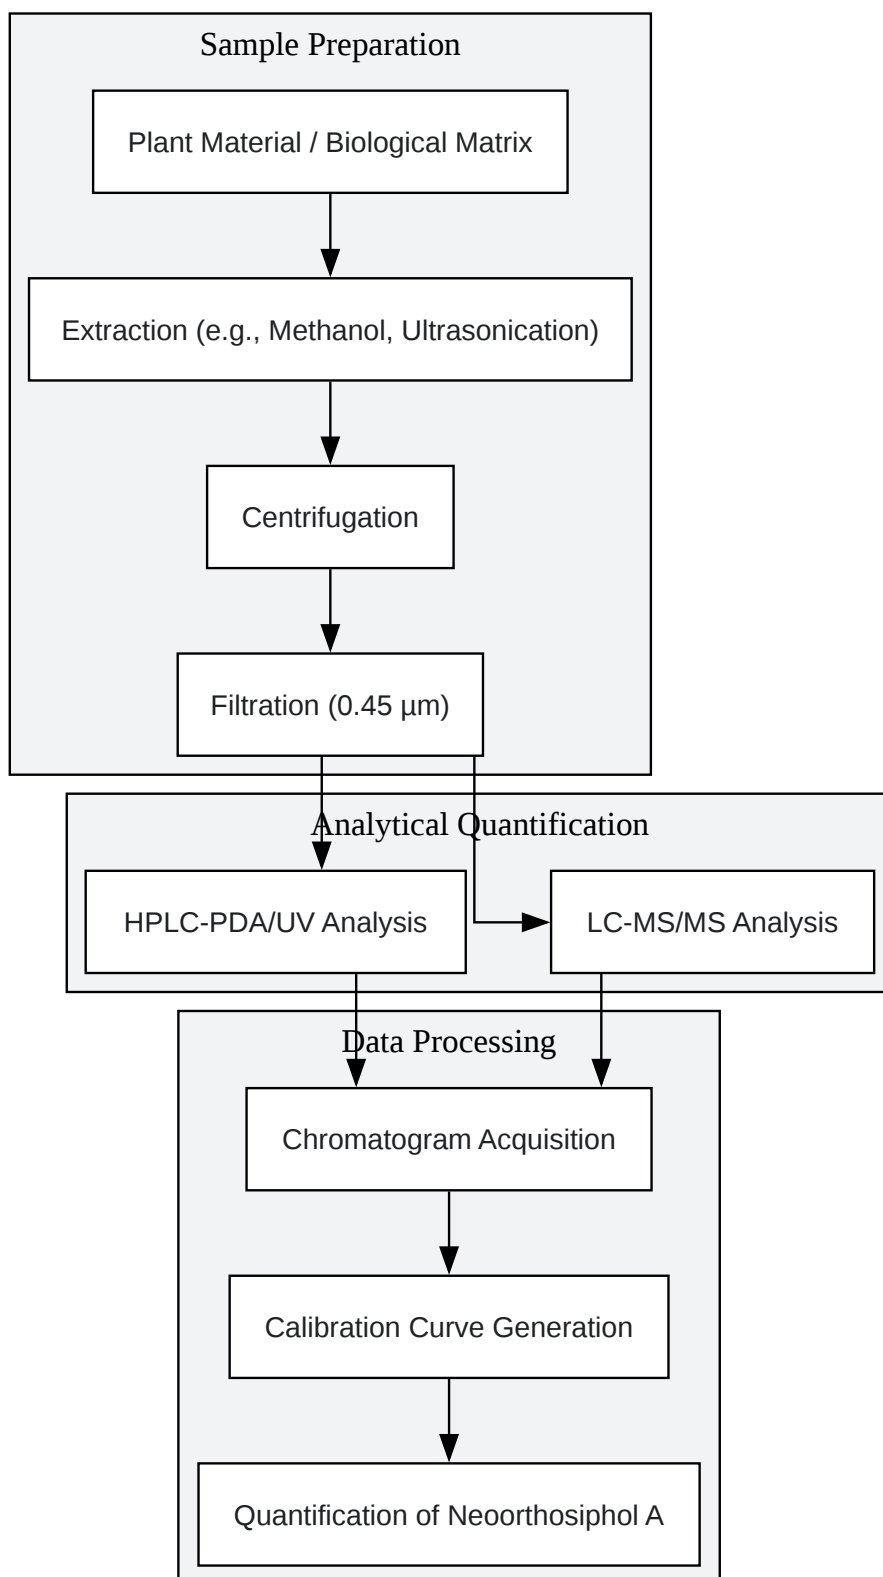 Sample Preparation
Plant Material / Biological Matrix
Extraction (e.g., Methanol, Ultrasonication)
Centrifugation
Filtration (0.45 µm)
Analytical Quantification
HPLC-PDA/UV Analysis
LC-MS/MS Analysis
Data Processing
Chromatogram Acquisition
Calibration Curve Generation
Quantification of Neoorthosiphol A